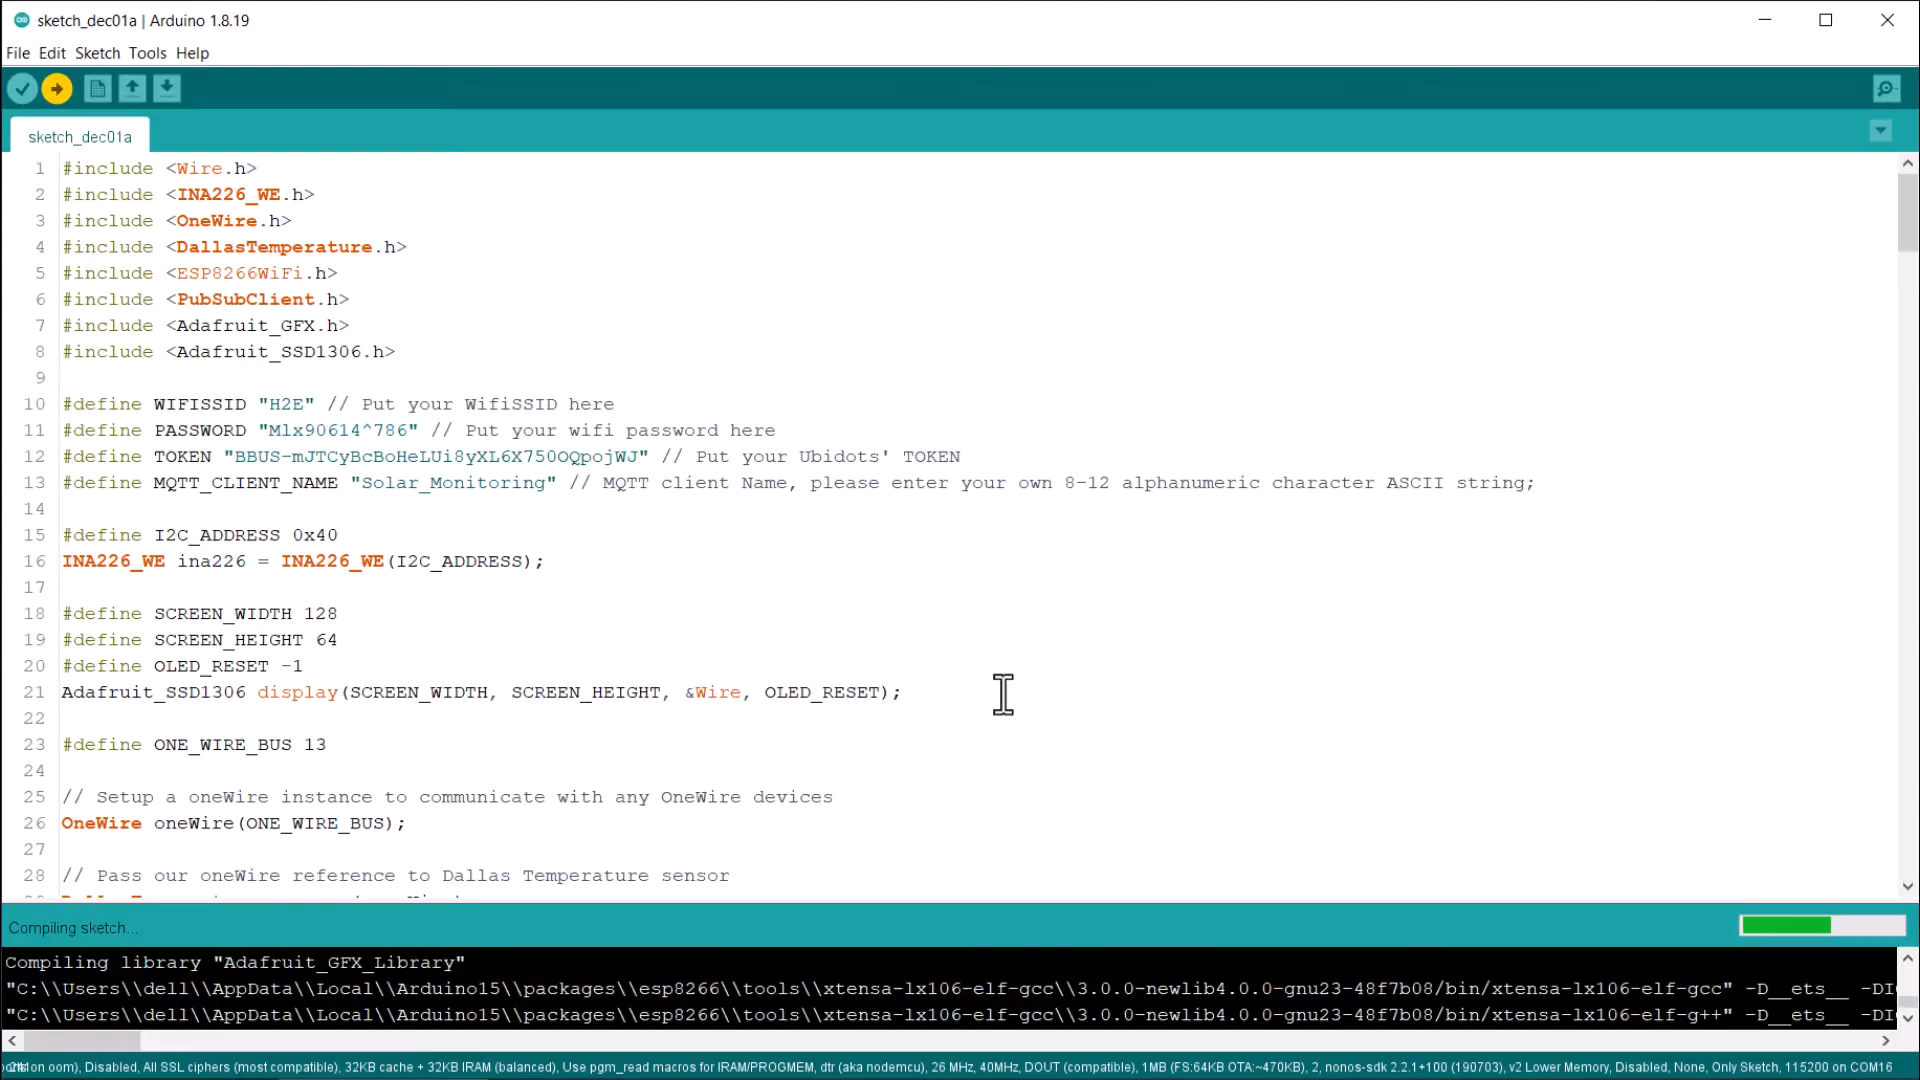 sketch_dec01a | Arduino 1.8.19
File Edit Sketch Tools Help
sketch_dec01a
1 #include <Wire.h>
2 #include <INA226_WE.h>
3 #include <OneWire.h>
4 #include <DallasTemperature.h>
5 #include <ESP8266WiFi.h>
6 #include <PubSubClient.h>
7 #include <Adafruit_GFX.h>
8 #include <Adafruit_SSD1306.h>
9
10 #define WIFISSID "H2E" // Put your WifiSSID here
11 #define PASSWORD "Mlx90614^786" // Put your wifi password here
12 #define TOKEN "BBUS-mJTCyBcBoHeLUi8yXL6X75OOQpojWJ" // Put your Ubidots' TOKEN
13 #define MQTT_CLIENT_NAME "Solar_Monitoring" // MQTT client Name, please enter your own 8-12 alphanumeric character ASCII string;
14
15 #define I2C_ADDRESS 0x40
16 INA226_WE ina226 = INA226_WE(I2C_ADDRESS);
17
18 #define SCREEN_WIDTH 128
19 #define SCREEN_HEIGHT 64
20 #define OLED_RESET -1
21 Adafruit_SSD1306 display(SCREEN_WIDTH, SCREEN_HEIGHT, &Wire, OLED_RESET);
22
23 #define ONE_WIRE_BUS 13
24
25 // Setup a oneWire instance to communicate with any OneWire devices
26 OneWire oneWire(ONE_WIRE_BUS);
27
28 // Pass our oneWire reference to Dallas Temperature sensor
Compiling sketch...
Compiling library "Adafruit_GFX_Library"
"C:\\Users\\dell\\AppData\\Local\\Arduino15\\packages\\esp8266\\tools\\xtensa-lx106-elf-gcc\\3.0.0-newlib4.0.0-gnu23-48f7b08/bin/xtensa-lx106-elf-gcc" -D__ets__ -DI
"C:\\Users\\dell\\AppData\\Local\\Arduino15\\packages\\esp8266\\tools\\xtensa-lx106-elf-gcc\\3.0.0-newlib4.0.0-gnu23-48f7b08/bin/xtensa-lx106-elf-g++" -D__ets__ -DI
oom), Disabled, All SSL ciphers (most compatible), 32KB cache + 32KB IRAM (balanced), Use pgm_read macros for IRAM/PROGMEM, dtr (aka nodemcu), 26 MHz, 40MHz, DOUT (compatible), 1MB (FS:64KB OTA:~470KB), 2, nonos-sdk 2.2.1+100 (190703), v2 Lower Memory, Disabled, None, Only Sketch, 115200 on COM16